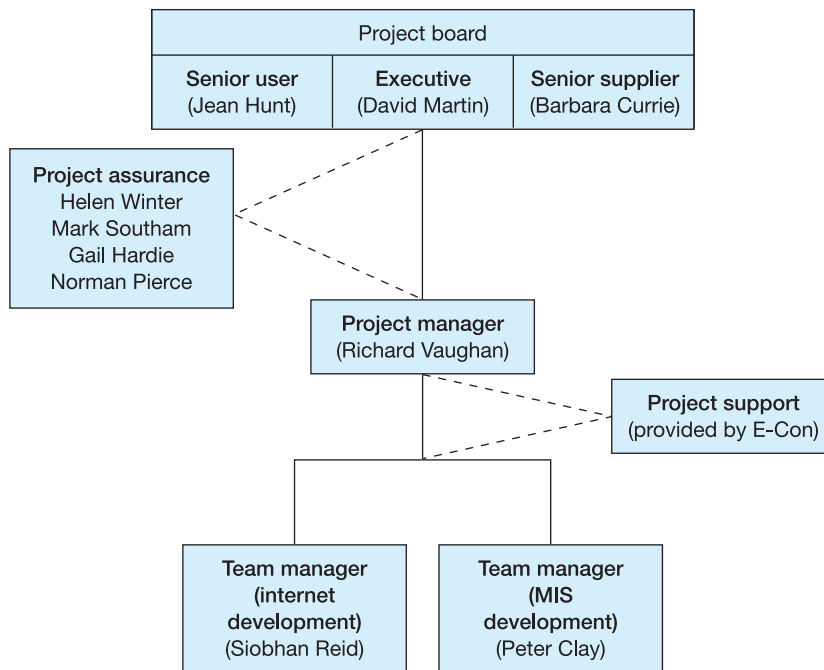 Project board
Senior user
(Jean Hunt)
Executive
(David Martin)
Senior supplier
(Barbara Currie)
Project assurance
Helen Winter
Mark Southam
Gail Hardie
Norman Pierce
Project manager
(Richard Vaughan)
Project support
(provided by E-Con)
Team manager
(internet
development)
(Siobhan Reid)
Team manager
(MIS
development)
(Peter Clay)